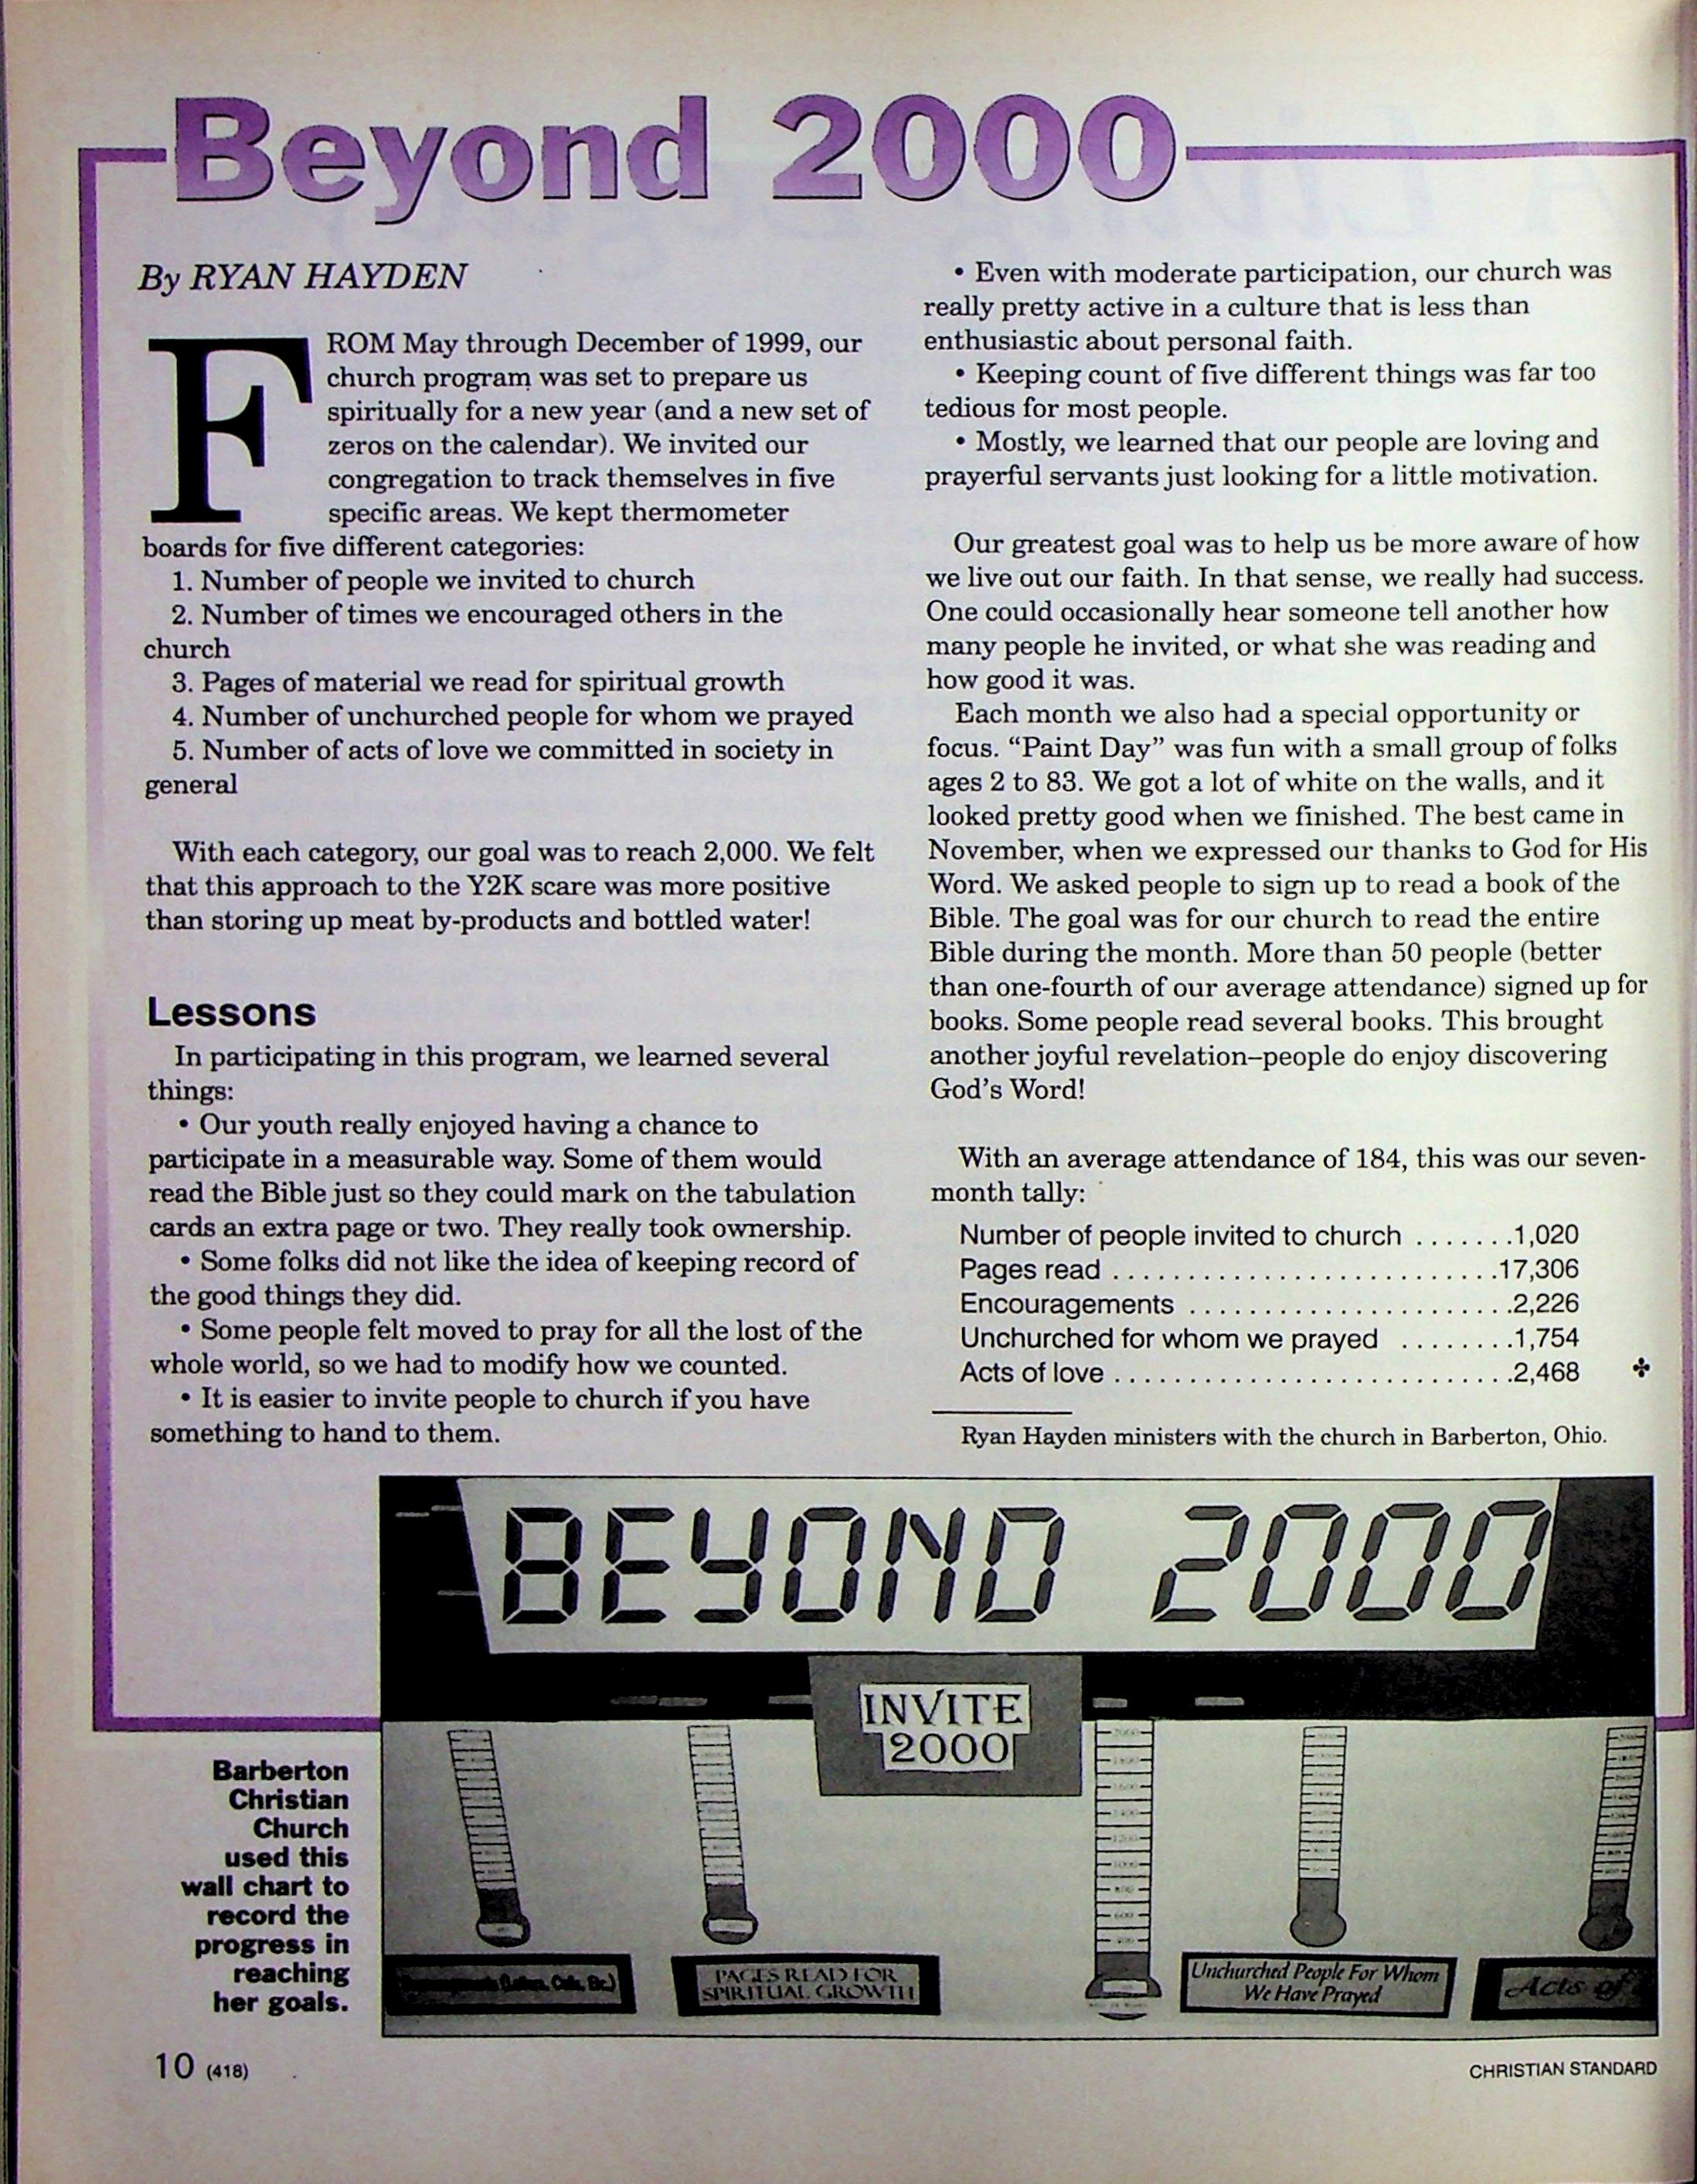 Beyond 2000
By RYAN HAYDEN
FROM May through December of 1999, our
church program was set to prepare us
spiritually for a new year (and a new set of
zeros on the calendar). We invited our
congregation to track themselves in five
specific areas. We kept thermometer
boards for five different categories:
1. Number of people we invited to church
2. Number of times we encouraged others in the
church
3. Pages of material we read for spiritual growth
4. Number of unchurched people for whom we prayed
5. Number of acts of love we committed in society in
general
With each category, our goal was to reach 2,000. We felt
that this approach to the Y2K scare was more positive
than storing up meat by-products and bottled water!
Lessons
In participating in this program, we learned several
things:
• Our youth really enjoyed having a chance to
participate in a measurable way. Some of them would
read the Bible just so they could mark on the tabulation
cards an extra page or two. They really took ownership.
• Some folks did not like the idea of keeping record of
the good things they did.
• Some people felt moved to pray for all the lost of the
whole world, so we had to modify how we counted.
• It is easier to invite people to church if you have
something to hand to them.
• Even with moderate participation, our church was
really pretty active in a culture that is less than
enthusiastic about personal faith.
• Keeping count of five different things was far too
tedious for most people.
• Mostly, we learned that our people are loving and
prayerful servants just looking for a little motivation.
Our greatest goal was to help us be more aware of how
we live out our faith. In that sense, we really had success.
One could occasionally hear someone tell another how
many people he invited, or what she was reading and
how good it was.
Each month we also had a special opportunity or
focus. “Paint Day” was fun with a small group of folks
ages 2 to 83. We got a lot of white on the walls, and it
looked pretty good when we finished. The best came in
November, when we expressed our thanks to God for His
Word. We asked people to sign up to read a book of the
Bible. The goal was for our church to read the entire
Bible during the month. More than 50 people (better
than one-fourth of our average attendance) signed up for
books. Some people read several books. This brought
another joyful revelation–people do enjoy discovering
God’s Word!
With an average attendance of 184, this was our seven-
month tally:
Number of people invited to church . . . . . . .1,020
Pages read . . . . . . . . . . . . . . . . . . . . . . . . . .17,306
Encouragements . . . . . . . . . . . . . . . . . . . . . .2,226
Unchurched for whom we prayed . . . . . . . .1,754
Acts of love . . . . . . . . . . . . . . . . . . . . . . . . . . .2,468
Ryan Hayden ministers with the church in Barberton, Ohio.
BEYOND 2000
INVITE
2000
PAGES READ FOR
SPIRITUAL GROWTH
Unchurched People For Whom
We Have Prayed
Acts of
Barberton
Christian
Church
used this
wall chart to
record the
progress in
reaching
her goals.
10 (418)
CHRISTIAN STANDARD